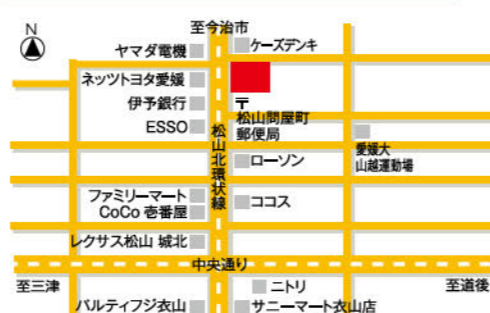 至今治市
N
ヤマダ電機
ケーズデンキ
ネッツトヨタ愛媛
伊予銀行
〒
松山問屋町
郵便局
ESSO
松山北環状線
愛媛大
山越運動場
ローソン
ファミリーマート
CoCo 壱番屋
ココス
レクサス松山 城北
中央通り
至三津
ニトリ
至道後
パルティフジ衣山
サニーマート衣山店